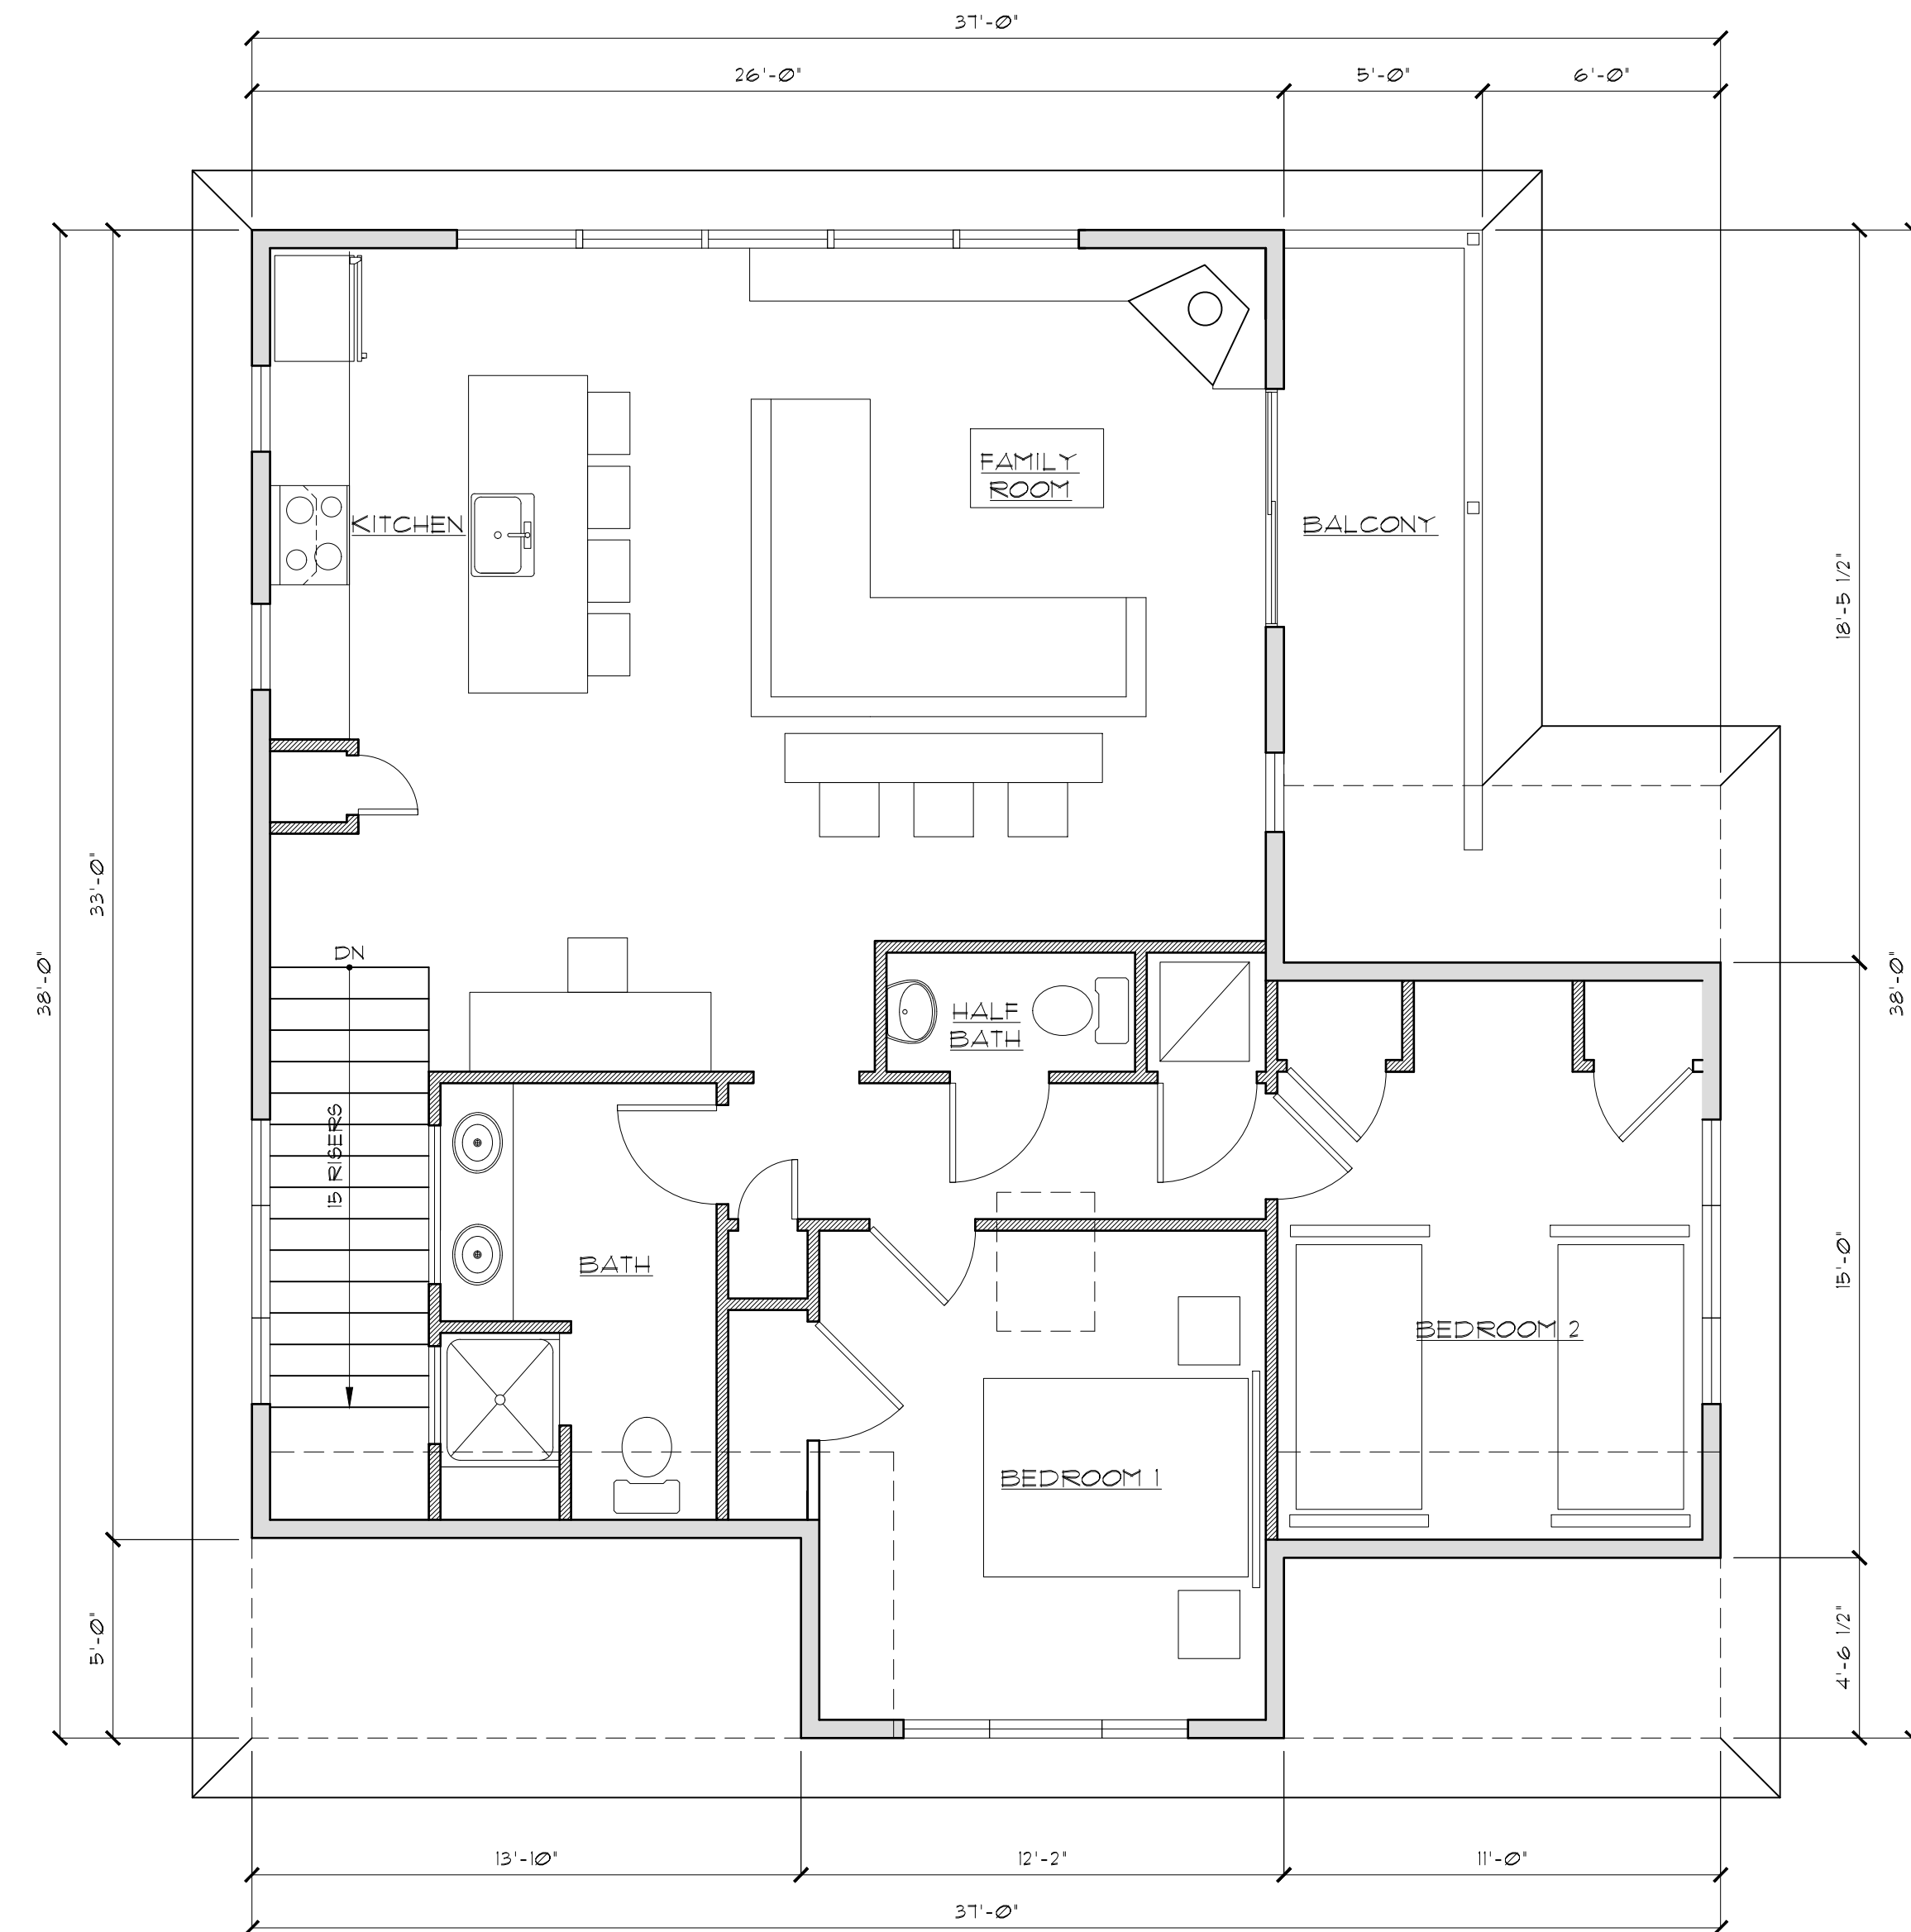 37'-0"
26'-0"
5'-0"
6'-0"
FAMILY
ROOM
KITCHEN
BALCONY
18'-5 1/2"
33'-0"
38'-0"
38'-0"
DN
HALF
BATH
15 RISERS
BATH
15'-0"
BEDROOM 2
BEDROOM 1
5'-0"
4'-6 1/2"
13'-10"
12'-2"
11'-0"
37'-0"